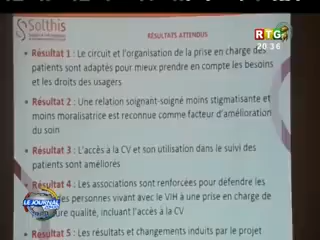 Solthis
RÉSULTATS ATTENDUS
RTG
20 36
Résultat 1 : Le circuit et l'organisation de la prise en charge des
patients sont adaptés pour mieux prendre en compte les besoins
et les droits des usagers
Résultat 2 : Une relation soignant-soigné moins stigmatisante et
moins moralisatrice est reconnue comme facteur d'amélioration
du soin
Résultat 3 : L'accès à la CV et son utilisation dans le suivi des
patients sont améliorés
Résultat 4 : Les associations sont renforcées pour défendre les
des personnes vivant avec le VIH à une prise en charge de
qualité, incluant l'accès à la CV
LE JOURNAL
Résultat 5 : Les résultats et changements induits par le projet